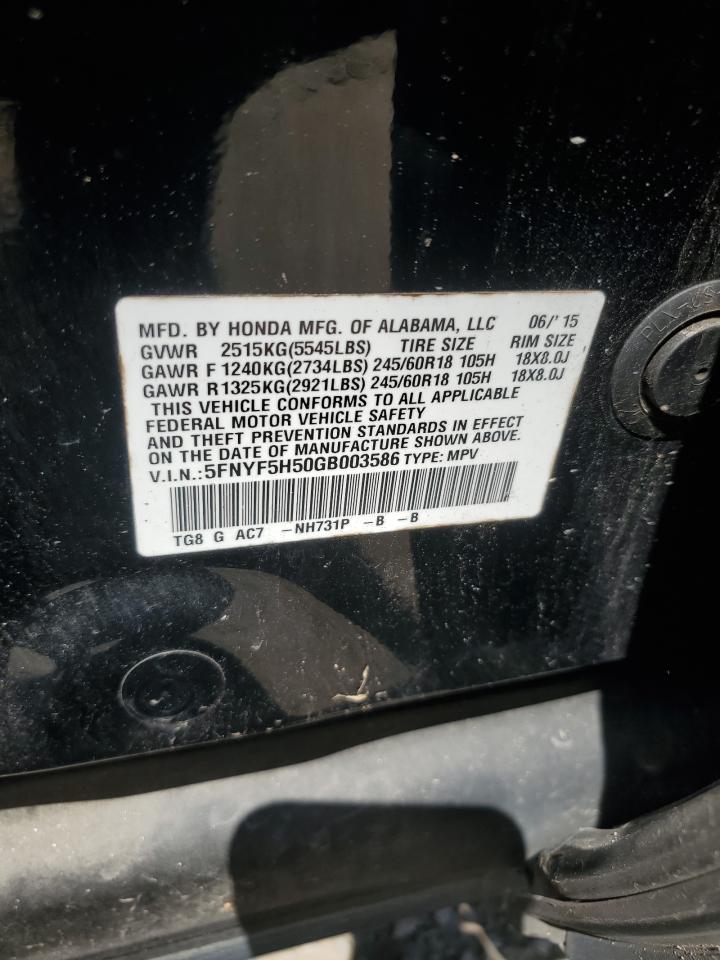 MFD. BY HONDA MFG. OF ALABAMA, LLC 06/'15
GVWR 2515KG(5545LBS) TIRE SIZE RIM SIZE
GAWR F1240KG(2734LBS) 245/60R18 105H 18X8.0J
GAWR R1325KG(2921LBS) 245/60R18 105H 18X8.0J
THIS VEHICLE CONFORMS TO ALL APPLICABLE
FEDERAL MOTOR VEHICLE SAFETY
AND THEFT PREVENTION STANDARDS IN EFFECT
ON THE DATE OF MANUFACTURE SHOWN ABOVE.
V.I.N.:5FNYF5H50GB003586 TYPE: MPV
TG8 G AC7 -NH731P -B -B